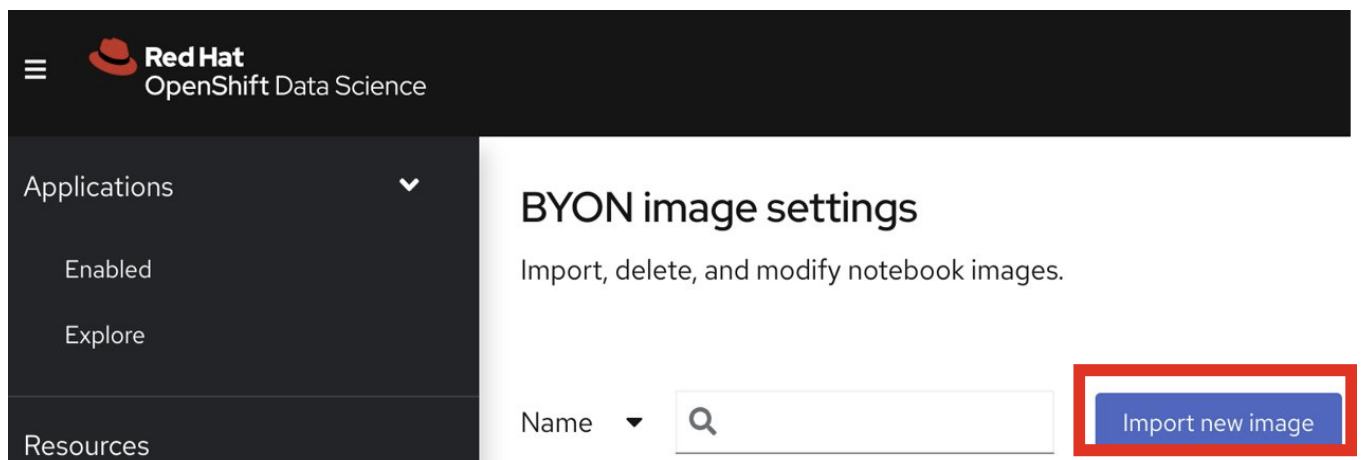 Red Hat
OpenShift Data Science
Applications
Enabled
Explore
Resources
BYON image settings
Import, delete, and modify notebook images.
Name
Import new image